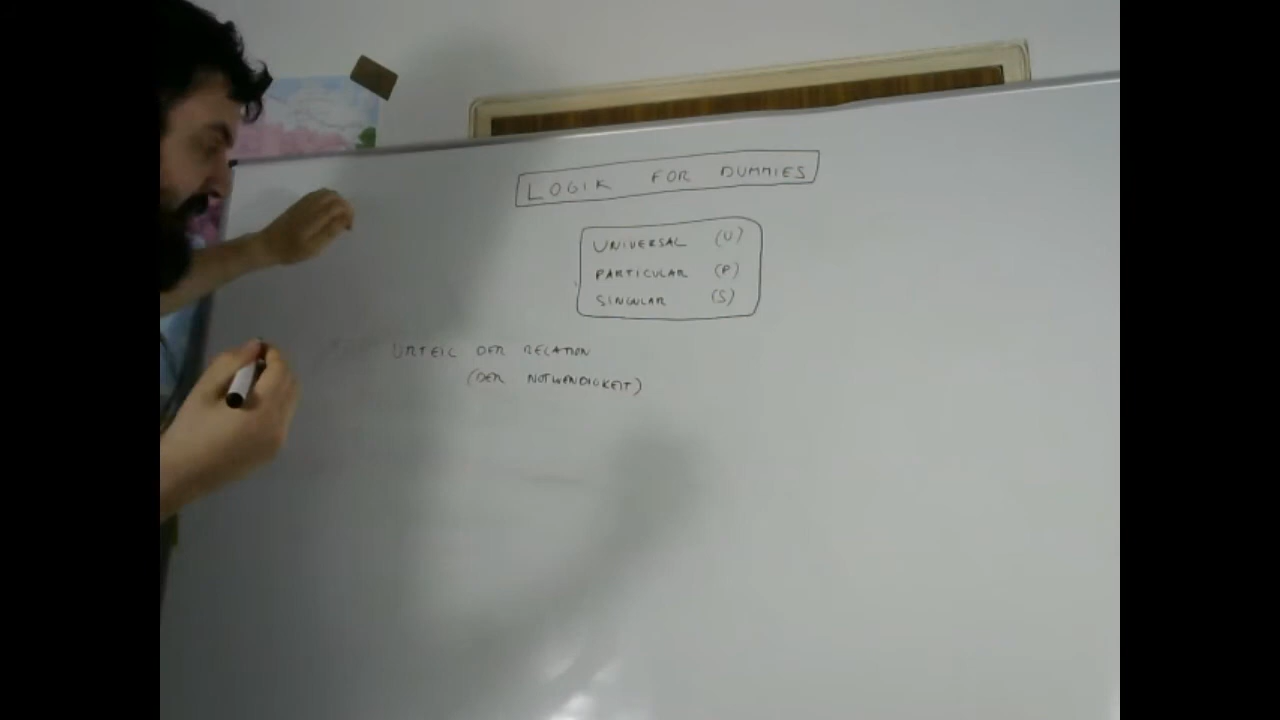 LOGIK FOR DUMMIES
UNIVERSAL (U)
PARTICULAR (P)
SINGULAR (S)
URTEIL DER RELATION
(DER NOTWENDIGKEIT)